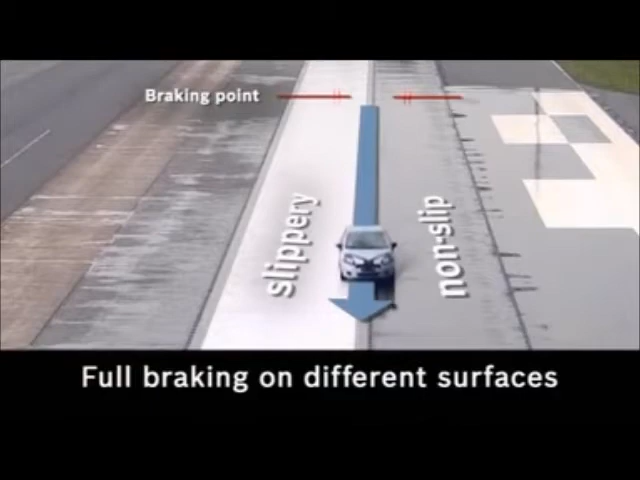 Braking point
slippery
non-slip
Full braking on different surfaces